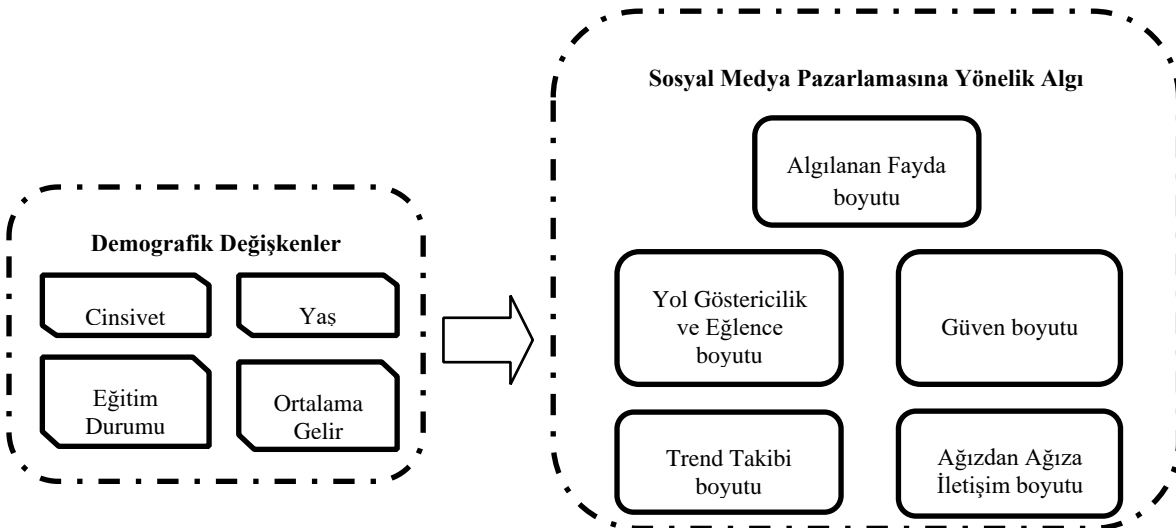 Sosyal Medya Pazarlamasına Yönelik Algı
Algılanan Fayda
boyutu
Yol Göstericilik
ve Eğlence
boyutu
Güven boyutu
Trend Takibi
boyutu
Ağızdan Ağıza
İletişim boyutu
Demografik Değişkenler
Cinsivet
Yaş
Eğitim
Durumu
Ortalama
Gelir